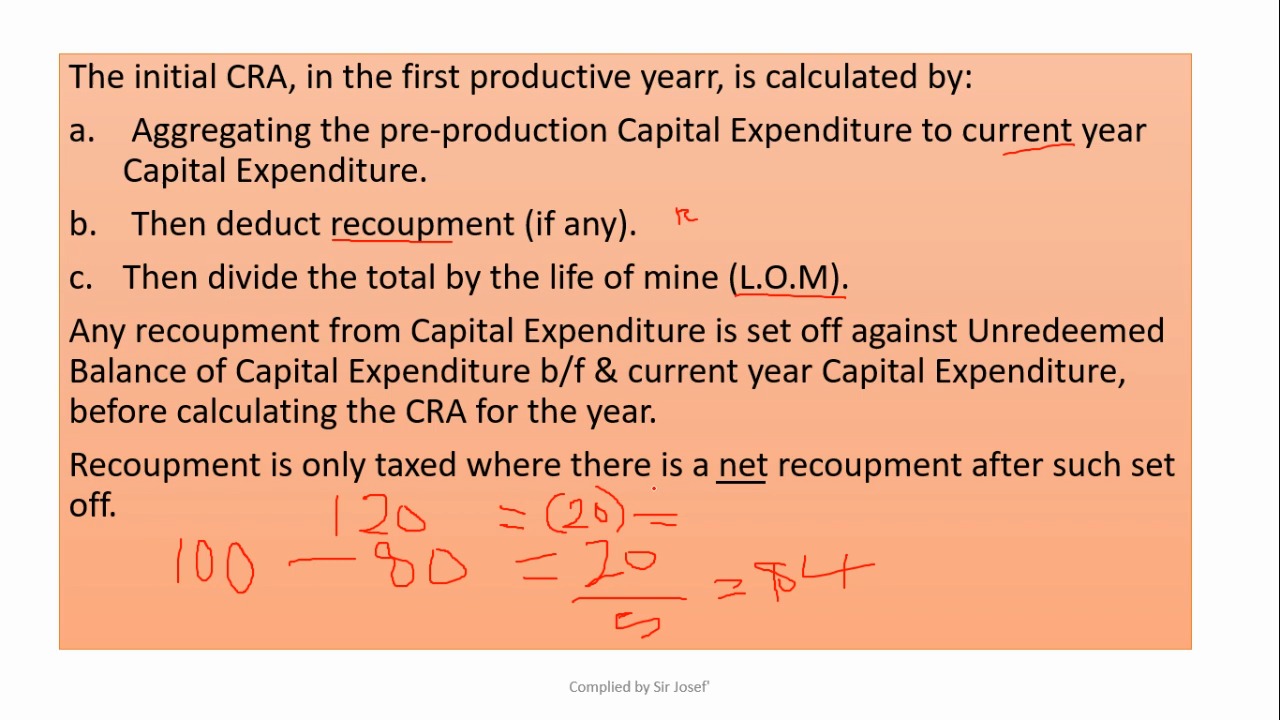 The initial CRA, in the first productive yearr, is calculated by:
a. Aggregating the pre-production Capital Expenditure to current year
Capital Expenditure.
b. Then deduct recoupment (if any).
c. Then divide the total by the life of mine (L.O.M).
Any recoupment from Capital Expenditure is set off against Unredeemed
Balance of Capital Expenditure b/f & current year Capital Expenditure,
before calculating the CRA for the year.
Recoupment is only taxed where there is a net recoupment after such set
off.
120 = (20) =
100 — 80 = 20
5
= 4
Complied by Sir Josef'